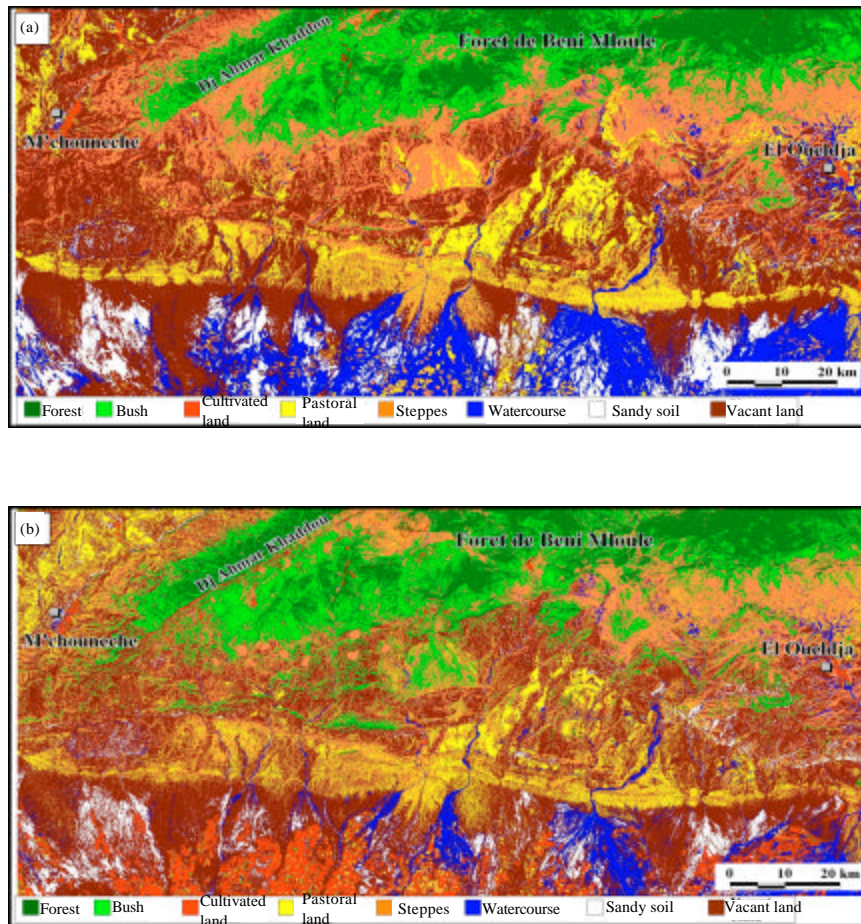 (a)
Foret de Beni Mloule
Dj Ahmar Khaddou
M'chouneche
El Oueldja
0 10 20 km
Forest Bush Cultivated land Pastoral land Steppes Watercourse Sandy soil Vacant land
(b)
Foret de Beni Mloule
Dj Ahmar Khaddou
M'chouneche
El Oueldja
0 10 20 km
Forest Bush Cultivated land Pastoral land Steppes Watercourse Sandy soil Vacant land